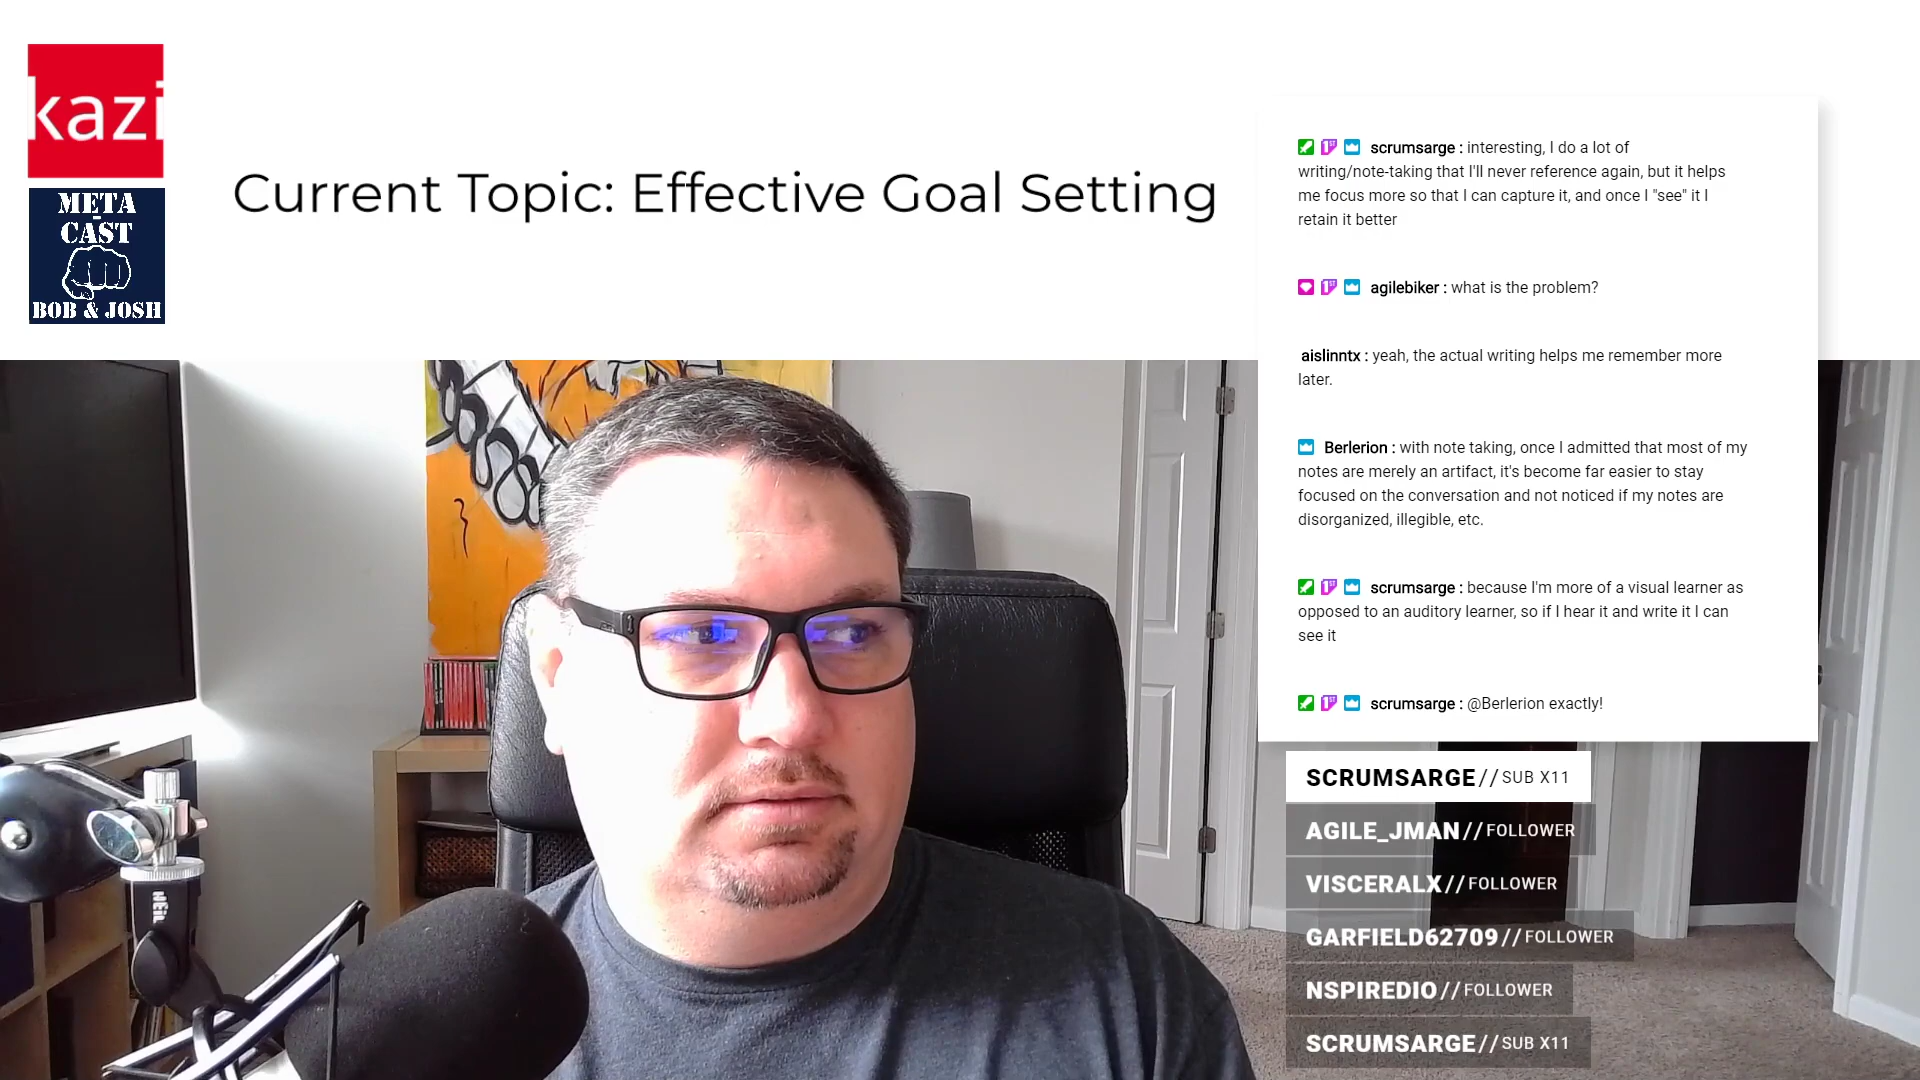 kazi
META
CAST
BOB & JOSH
Current Topic: Effective Goal Setting
scrumsarge : interesting, I do a lot of
writing/note-taking that I'll never reference again, but it helps
me focus more so that I can capture it, and once I "see" it I
retain it better
agilebiker : what is the problem?
aislinntx : yeah, the actual writing helps me remember more
later.
Berlerion : with note taking, once I admitted that most of my
notes are merely an artifact, it's become far easier to stay
focused on the conversation and not noticed if my notes are
disorganized, illegible, etc.
scrumsarge : because I'm more of a visual learner as
opposed to an auditory learner, so if I hear it and write it I can
see it
scrumsarge : @Berlerion exactly!
SCRUMSARGE // SUB X11
AGILE_JMAN // FOLLOWER
VISCERALX // FOLLOWER
GARFIELD62709 // FOLLOWER
NSPIREDIO // FOLLOWER
SCRUMSARGE // SUB X11